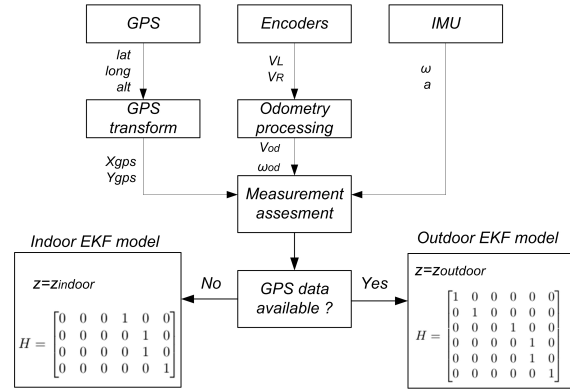 GPS
Encoders
IMU
lat
long
alt
VL
VR
ω
a
GPS
transform
Odometry
processing
Xgps
Ygps
Vod
ωod
Measurement
assesment
Indoor EKF model
Outdoor EKF model
z=zindoor
No
GPS data
available ?
Yes
z=zoutdoor
H =
0 0 0 1 0 0
0 0 0 0 1 0
0 0 0 0 1 0
0 0 0 0 0 1
H =
1 0 0 0 0 0
0 1 0 0 0 0
0 0 0 1 0 0
0 0 0 0 1 0
0 0 0 0 1 0
0 0 0 0 0 1